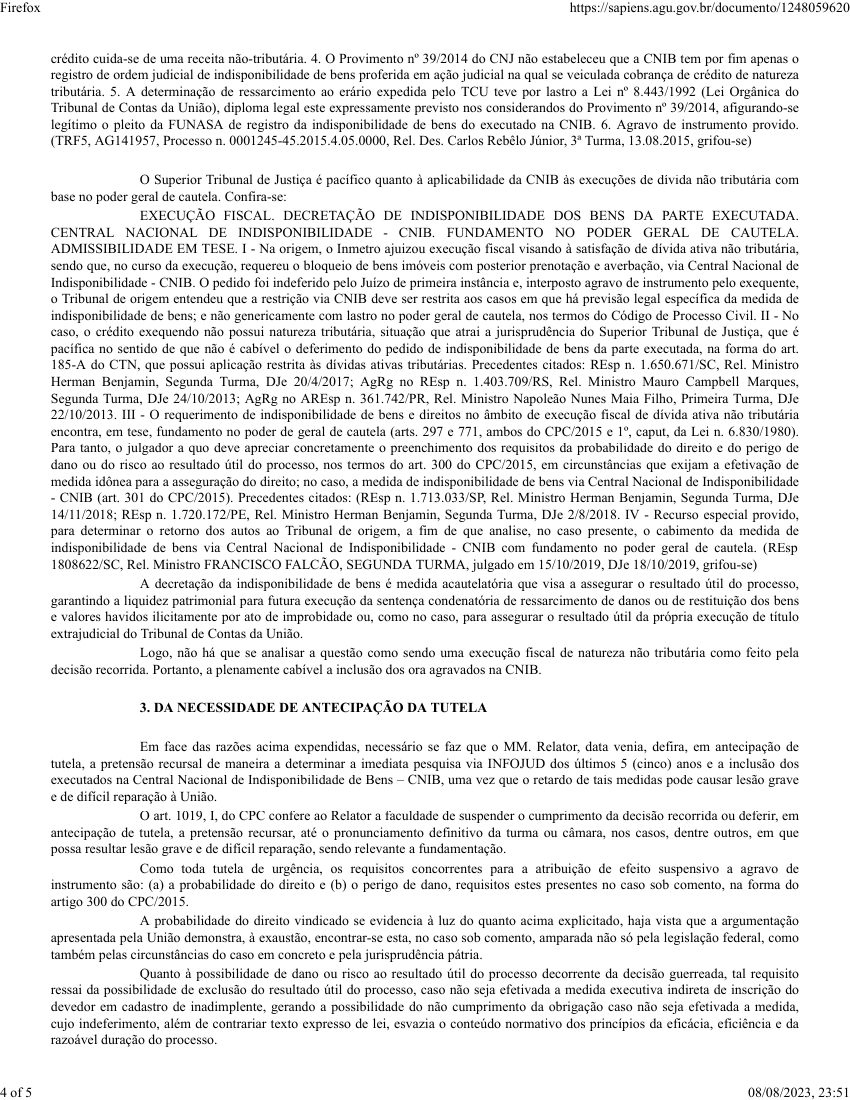 Firefox
https://sapiens.agu.gov.br/documento/1248059620
crédito cuida-se de uma receita não-tributária. 4. O Provimento nº 39/2014 do CNJ não estabeleceu que a CNIB tem por fim apenas o
registro de ordem judicial de indisponibilidade de bens proferida em ação judicial na qual se veiculada cobrança de crédito de natureza
tributária. 5. A determinação de ressarcimento ao erário expedida pelo TCU teve por lastro a Lei nº 8.443/1992 (Lei Orgânica do
Tribunal de Contas da União), diploma legal este expressamente previsto nos considerandos do Provimento nº 39/2014, afigurando-se
legítimo o pleito da FUNASA de registro da indisponibilidade de bens do executado na CNIB. 6. Agravo de instrumento provido.
(TRF5, AG141957, Processo n. 0001245-45.2015.4.05.0000, Rel. Des. Carlos Rebêlo Júnior, 3ª Turma, 13.08.2015, grifou-se)
O Superior Tribunal de Justiça é pacífico quanto à aplicabilidade da CNIB às execuções de dívida não tributária com
base no poder geral de cautela. Confira-se:
EXECUÇÃO FISCAL. DECRETAÇÃO DE INDISPONIBILIDADE DOS BENS DA PARTE EXECUTADA.
CENTRAL NACIONAL DE INDISPONIBILIDADE - CNIB. FUNDAMENTO NO PODER GERAL DE CAUTELA.
ADMISSIBILIDADE EM TESE. I - Na origem, o Inmetro ajuizou execução fiscal visando à satisfação de dívida ativa não tributária,
sendo que, no curso da execução, requereu o bloqueio de bens imóveis com posterior prenotação e averbação, via Central Nacional de
Indisponibilidade - CNIB. O pedido foi indeferido pelo Juízo de primeira instância e, interposto agravo de instrumento pelo exequente,
o Tribunal de origem entendeu que a restrição via CNIB deve ser restrita aos casos em que há previsão legal específica da medida de
indisponibilidade de bens; e não genericamente com lastro no poder geral de cautela, nos termos do Código de Processo Civil. II - No
caso, o crédito exequendo não possui natureza tributária, situação que atrai a jurisprudência do Superior Tribunal de Justiça, que é
pacífica no sentido de que não é cabível o deferimento do pedido de indisponibilidade de bens da parte executada, na forma do art.
185-A do CTN, que possui aplicação restrita às dívidas ativas tributárias. Precedentes citados: REsp n. 1.650.671/SC, Rel. Ministro
Herman Benjamin, Segunda Turma, DJe 20/4/2017; AgRg no REsp n. 1.403.709/RS, Rel. Ministro Mauro Campbell Marques,
Segunda Turma, DJe 24/10/2013; AgRg no AREsp n. 361.742/PR, Rel. Ministro Napoleão Nunes Maia Filho, Primeira Turma, DJe
22/10/2013. III - O requerimento de indisponibilidade de bens e direitos no âmbito de execução fiscal de dívida ativa não tributária
encontra, em tese, fundamento no poder de geral de cautela (arts. 297 e 771, ambos do CPC/2015 e 1º, caput, da Lei n. 6.830/1980).
Para tanto, o julgador a quo deve apreciar concretamente o preenchimento dos requisitos da probabilidade do direito e do perigo de
dano ou do risco ao resultado útil do processo, nos termos do art. 300 do CPC/2015, em circunstâncias que exijam a efetivação de
medida idônea para a asseguração do direito; no caso, a medida de indisponibilidade de bens via Central Nacional de Indisponibilidade
- CNIB (art. 301 do CPC/2015). Precedentes citados: (REsp n. 1.713.033/SP, Rel. Ministro Herman Benjamin, Segunda Turma, DJe
14/11/2018; REsp n. 1.720.172/PE, Rel. Ministro Herman Benjamin, Segunda Turma, DJe 2/8/2018. IV - Recurso especial provido,
para determinar o retorno dos autos ao Tribunal de origem, a fim de que analise, no caso presente, o cabimento da medida de
indisponibilidade de bens via Central Nacional de Indisponibilidade - CNIB com fundamento no poder geral de cautela. (REsp
1808622/SC, Rel. Ministro FRANCISCO FALCÃO, SEGUNDA TURMA, julgado em 15/10/2019, DJe 18/10/2019, grifou-se)
A decretação da indisponibilidade de bens é medida acautelatória que visa a assegurar o resultado útil do processo,
garantindo a liquidez patrimonial para futura execução da sentença condenatória de ressarcimento de danos ou de restituição dos bens
e valores havidos ilicitamente por ato de improbidade ou, como no caso, para assegurar o resultado útil da própria execução de título
extrajudicial do Tribunal de Contas da União.
Logo, não há que se analisar a questão como sendo uma execução fiscal de natureza não tributária como feito pela
decisão recorrida. Portanto, a plenamente cabível a inclusão dos ora agravados na CNIB.
3. DA NECESSIDADE DE ANTECIPAÇÃO DA TUTELA
Em face das razões acima expendidas, necessário se faz que o MM. Relator, data venia, defira, em antecipação de
tutela, a pretensão recursal de maneira a determinar a imediata pesquisa via INFOJUD dos últimos 5 (cinco) anos e a inclusão dos
executados na Central Nacional de Indisponibilidade de Bens – CNIB, uma vez que o retardo de tais medidas pode causar lesão grave
e de difícil reparação à União.
O art. 1019, I, do CPC confere ao Relator a faculdade de suspender o cumprimento da decisão recorrida ou deferir, em
antecipação de tutela, a pretensão recursar, até o pronunciamento definitivo da turma ou câmara, nos casos, dentre outros, em que
possa resultar lesão grave e de difícil reparação, sendo relevante a fundamentação.
Como toda tutela de urgência, os requisitos concorrentes para a atribuição de efeito suspensivo a agravo de
instrumento são: (a) a probabilidade do direito e (b) o perigo de dano, requisitos estes presentes no caso sob comento, na forma do
artigo 300 do CPC/2015.
A probabilidade do direito vindicado se evidencia à luz do quanto acima explicitado, haja vista que a argumentação
apresentada pela União demonstra, à exaustão, encontrar-se esta, no caso sob comento, amparada não só pela legislação federal, como
também pelas circunstâncias do caso em concreto e pela jurisprudência pátria.
Quanto à possibilidade de dano ou risco ao resultado útil do processo decorrente da decisão guerreada, tal requisito
ressai da possibilidade de exclusão do resultado útil do processo, caso não seja efetivada a medida executiva indireta de inscrição do
devedor em cadastro de inadimplente, gerando a possibilidade do não cumprimento da obrigação caso não seja efetivada a medida,
cujo indeferimento, além de contrariar texto expresso de lei, esvazia o conteúdo normativo dos princípios da eficácia, eficiência e da
razoável duração do processo.
4 of 5
08/08/2023, 23:51